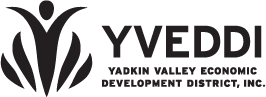 YVEDDI
YADKIN VALLEY ECONOMIC
DEVELOPMENT DISTRICT, INC.